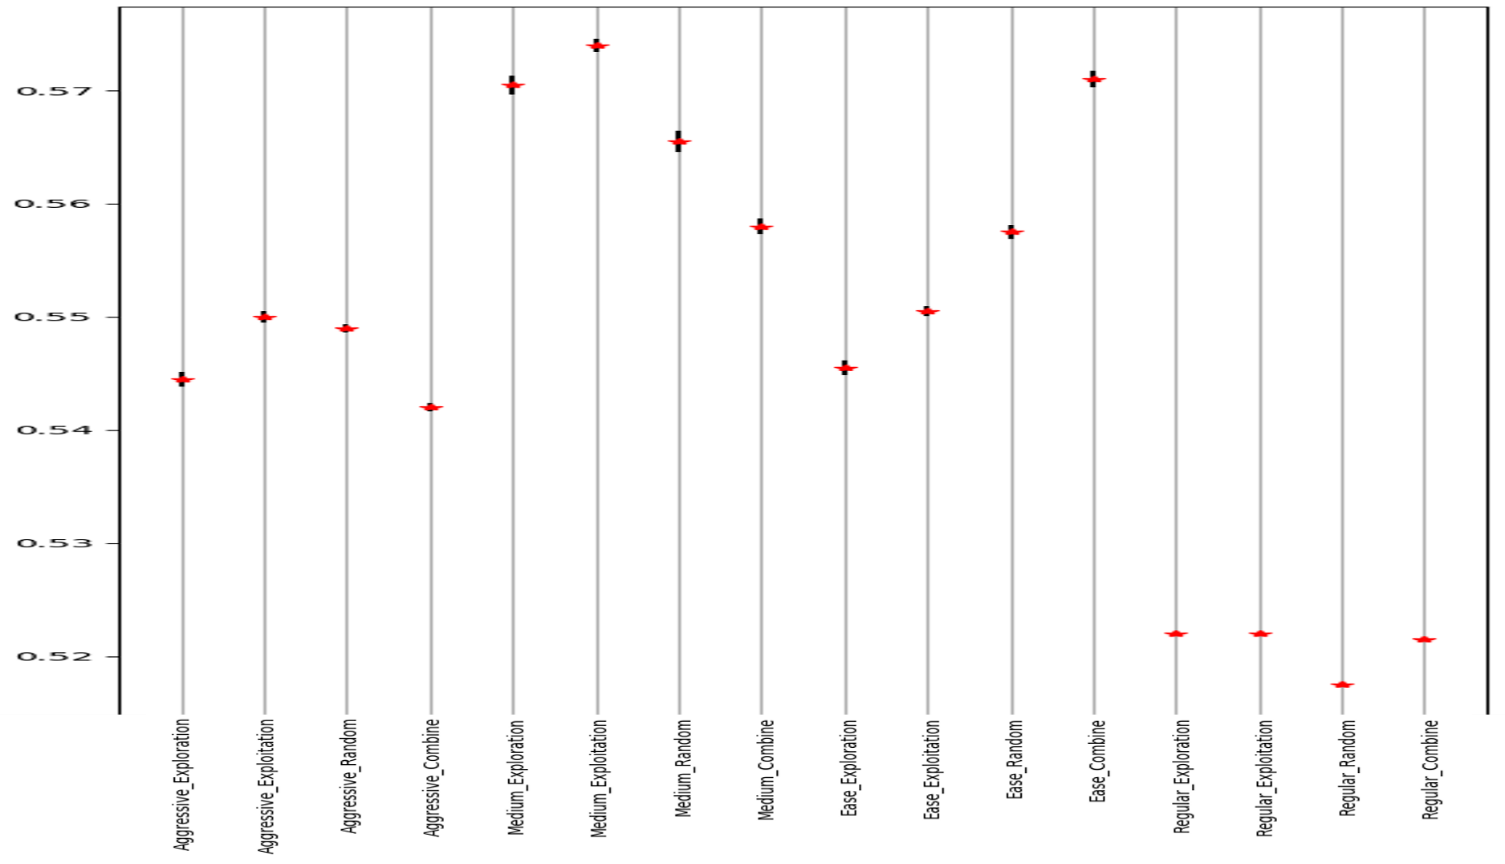 0.57
0.56
0.55
0.54
0.53
0.52
Aggressive_Exploration
Aggressive_Exploitation
Aggressive_Random
Aggressive_Combine
Medium_Exploration
Medium_Exploitation
Medium_Random
Medium_Combine
Ease_Exploration
Ease_Exploitation
Ease_Random
Ease_Combine
Regular_Exploration
Regular_Exploitation
Regular_Random
Regular_Combine